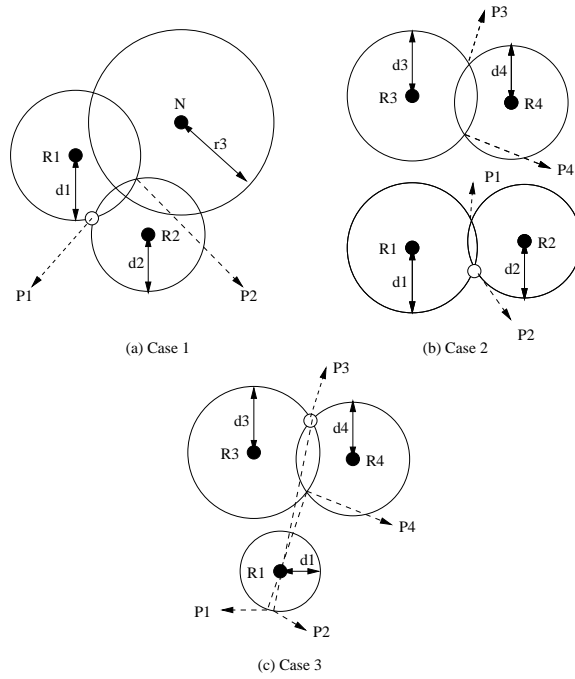 N
R1
r3
d1
R2
d2
P1
P2
(a) Case 1
P3
d3
d4
R3
R4
P4
P1
R1
R2
d1
d2
P2
(b) Case 2
P3
d3
d4
R3
R4
P4
d1
R1
P1
P2
(c) Case 3